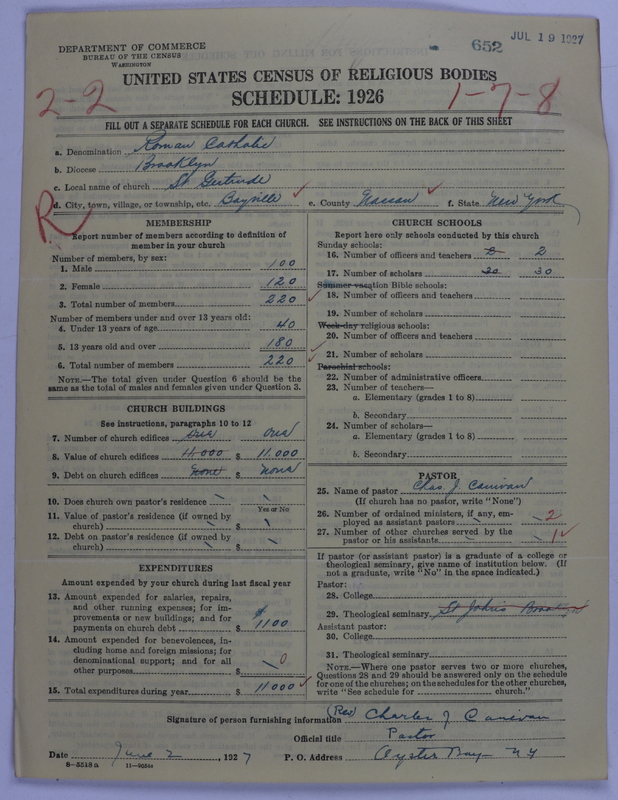 DEPARTMENT OF COMMERCE
BUREAU OF THE CENSUS
WASHINGTON
652
JUL 19 1927
UNITED STATES CENSUS OF RELIGIOUS BODIES
SCHEDULE: 1926
2-2
1-7-8
FILL OUT A SEPARATE SCHEDULE FOR EACH CHURCH. SEE INSTRUCTIONS ON THE BACK OF THIS SHEET
a. Denomination Roman Catholic
b. Diocese Brooklyn
c. Local name of church St Gertrude
d. City, town, village, or township, etc. Bayville ✓ e. County Nassau ✓ f. State New York
R
MEMBERSHIP
Report number of members according to definition of
member in your church
Number of members, by sex:
1. Male 100
2. Female 120
3. Total number of members 220
Number of members under and over 13 years old:
4. Under 13 years of age 40
5. 13 years old and over 180
6. Total number of members 220
NOTE.—The total given under Question 6 should be the
same as the total of males and females given under Question 3.
CHURCH BUILDINGS
See instructions, paragraphs 10 to 12
7. Number of church edifices One One
8. Value of church edifices 11.000 $ 11.000
9. Debt on church edifices None $ None
10. Does church own pastor's residence
Yes or No
11. Value of pastor's residence (if owned by
church) $
12. Debt on pastor's residence (if owned by
church) $
EXPENDITURES
Amount expended by your church during last fiscal year
13. Amount expended for salaries, repairs,
and other running expenses; for im-
provements or new buildings; and for
payments on church debt $ 1100
14. Amount expended for benevolences, in-
cluding home and foreign missions; for
denominational support; and for all
other purposes $ 0
15. Total expenditures during year $ 11000 ✓
CHURCH SCHOOLS
Report here only schools conducted by this church
Sunday schools:
16. Number of officers and teachers 2 2
17. Number of scholars 30 30
Summer vacation Bible schools:
18. Number of officers and teachers
19. Number of scholars
Week-day religious schools:
20. Number of officers and teachers
21. Number of scholars
Parochial schools:
22. Number of administrative officers
23. Number of teachers—
a. Elementary (grades 1 to 8)
b. Secondary
24. Number of scholars—
a. Elementary (grades 1 to 8)
b. Secondary
PASTOR
25. Name of pastor Chas. J. Canivan
(If church has no pastor, write "None")
26. Number of ordained ministers, if any, em-
ployed as assistant pastors 2
27. Number of other churches served by the
pastor or his assistants 1 ✓
If pastor (or assistant pastor) is a graduate of a college or
theological seminary, give name of institution below. (If
not a graduate, write "No" in the space indicated.)
Pastor:
28. College
29. Theological seminary St Johns Brooklyn
Assistant pastor:
30. College
31. Theological seminary
NOTE.—Where one pastor serves two or more churches,
Questions 28 and 29 should be answered only on the schedule
for one of the churches; on the schedules for the other churches,
write "See schedule for church."
Signature of person furnishing information (Rev) Charles J Canivan
Official title Pastor
Date June 2, 1927 P. O. Address Oyster Bay NY
8-5518a 11-9056